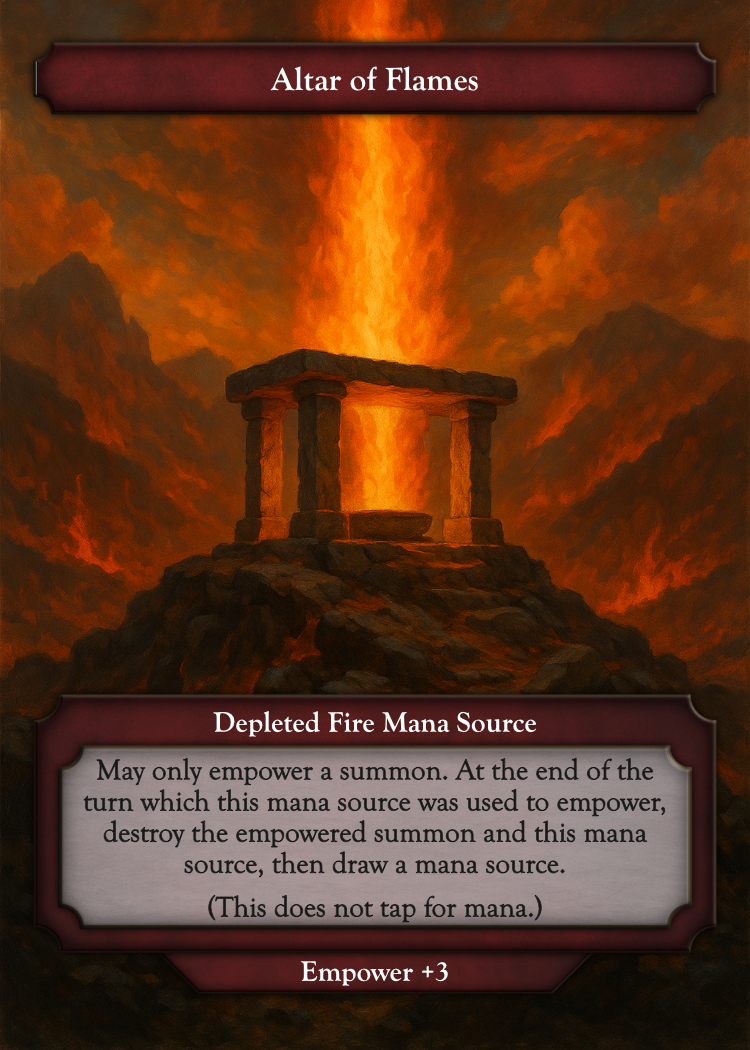 Altar of Flames
Depleted Fire Mana Source
May only empower a summon. At the end of the
turn which this mana source was used to empower,
destroy the empowered summon and this mana
source, then draw a mana source.
(This does not tap for mana.)
Empower +3